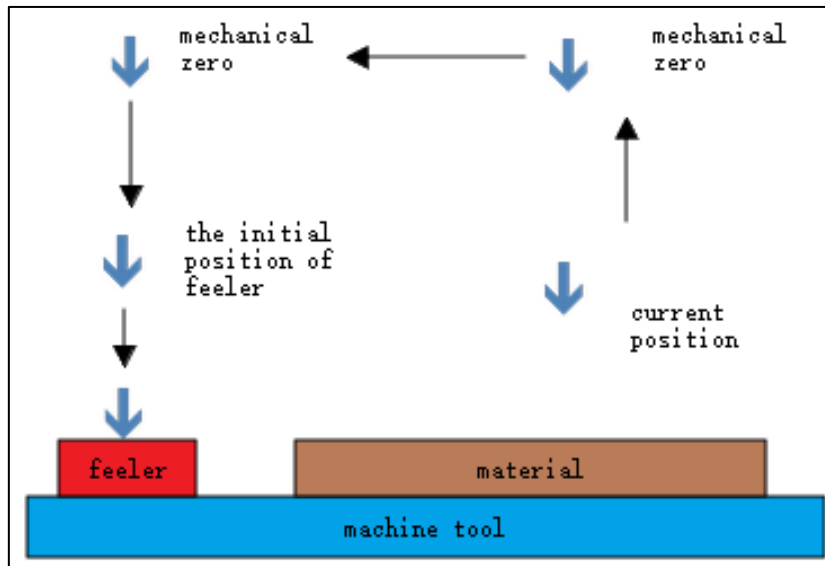 mechanical
zero
mechanical
zero
the initial
position of
feeler
current
position
feeler
material
machine tool